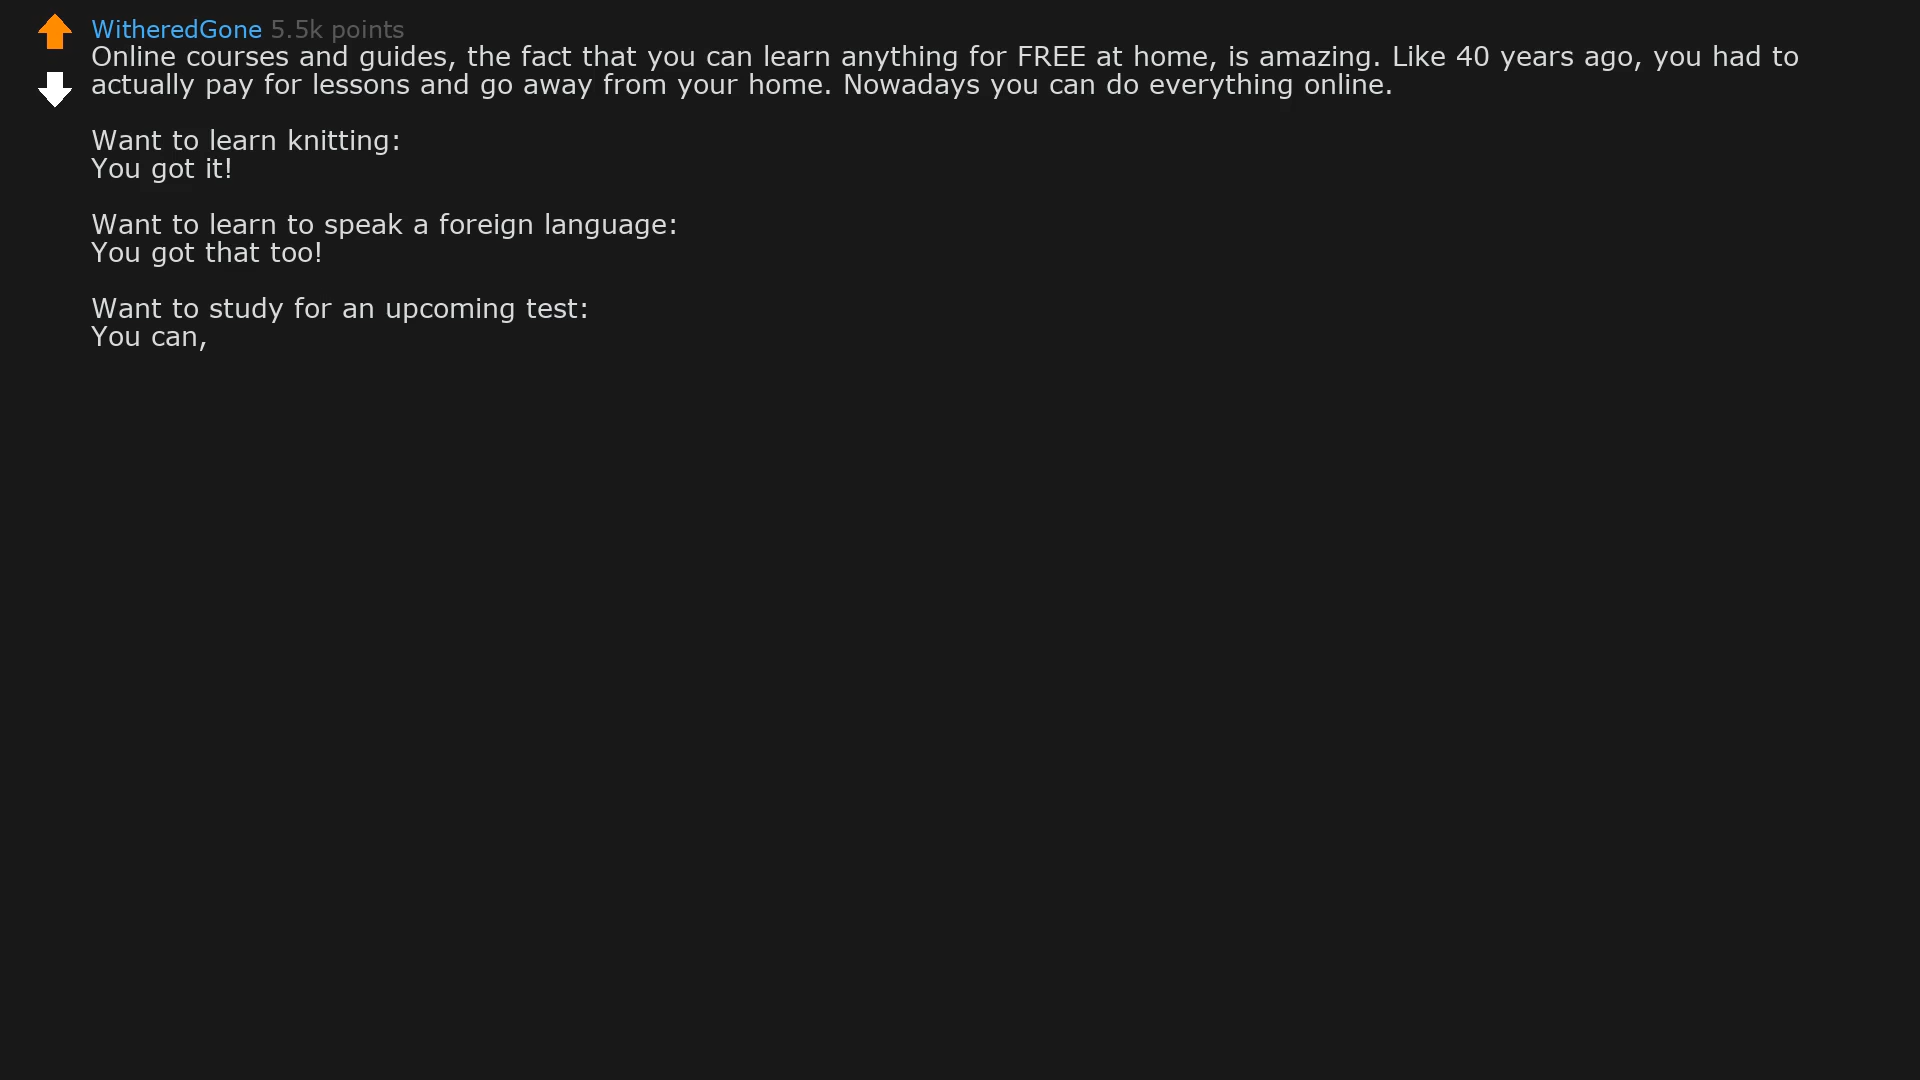 WitheredGone 5.5k points
Online courses and guides, the fact that you can learn anything for FREE at home, is amazing. Like 40 years ago, you had to
actually pay for lessons and go away from your home. Nowadays you can do everything online.
Want to learn knitting:
You got it!
Want to learn to speak a foreign language:
You got that too!
Want to study for an upcoming test:
You can,